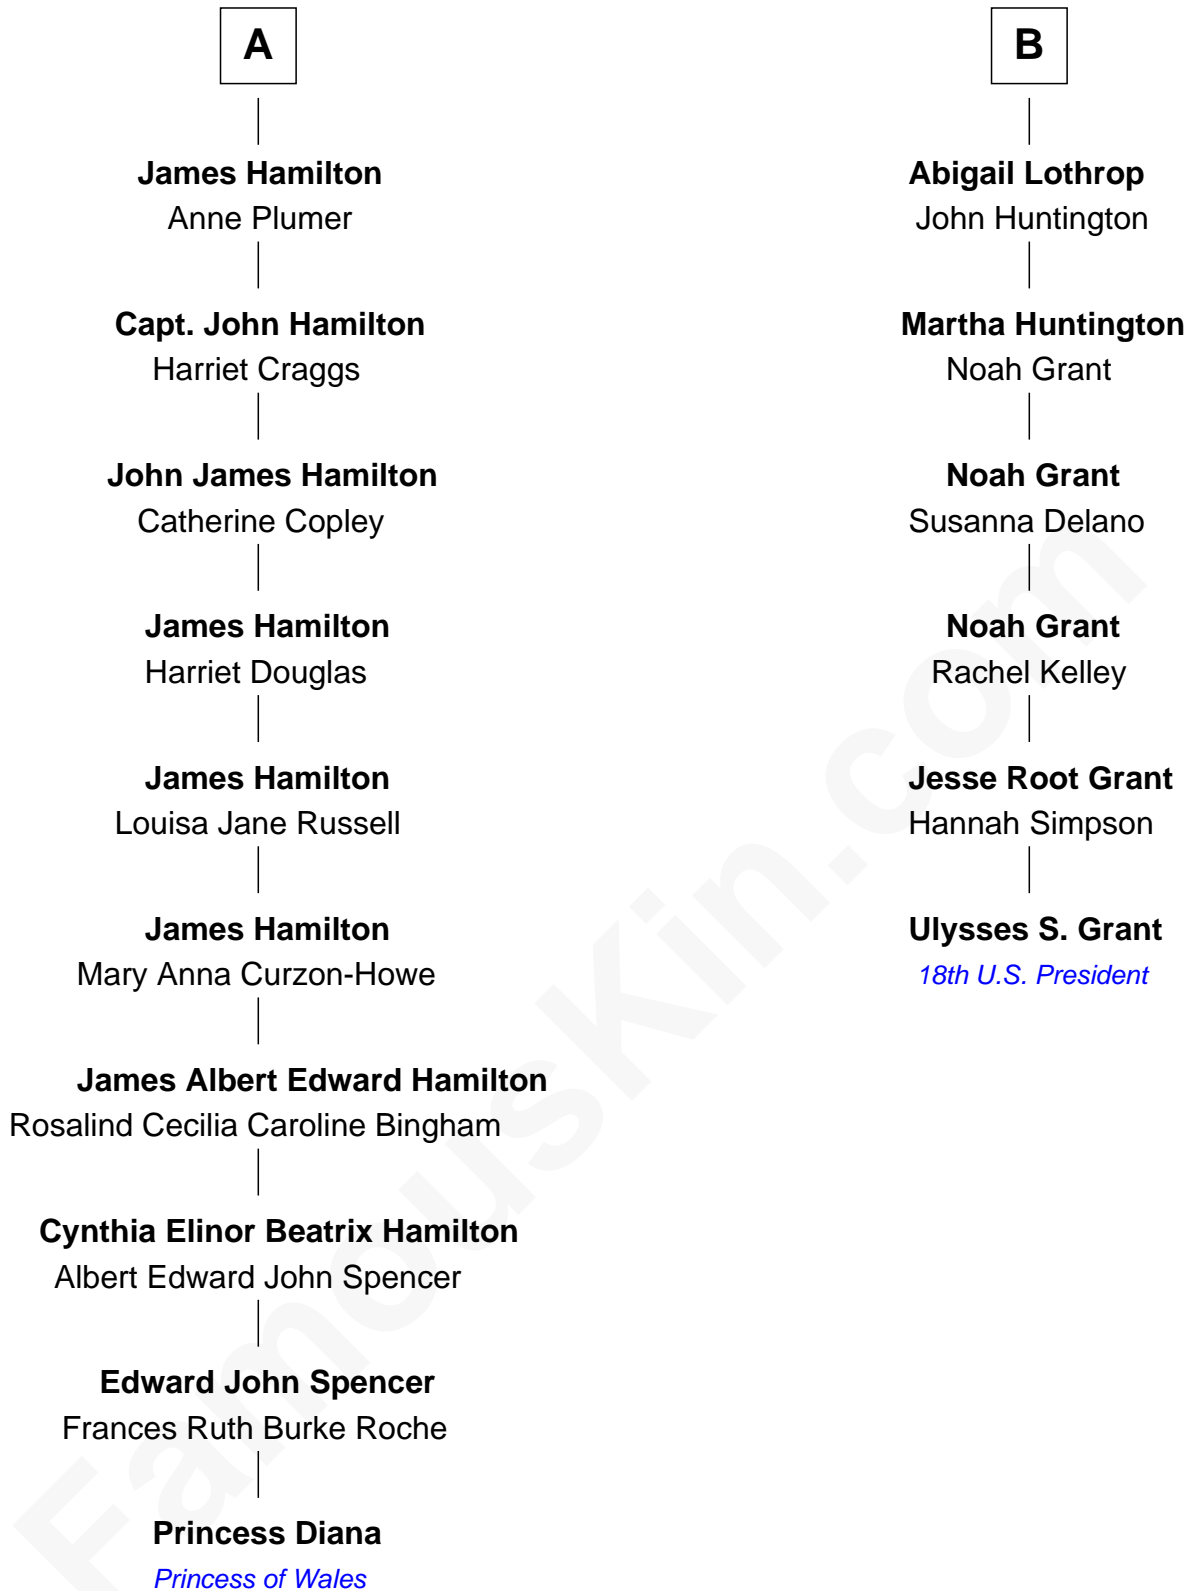 A
James Hamilton
Anne Plumer
Capt. John Hamilton
Harriet Craggs
John James Hamilton
Catherine Copley
James Hamilton
Harriet Douglas
James Hamilton
Louisa Jane Russell
James Hamilton
Mary Anna Curzon-Howe
James Albert Edward Hamilton
Rosalind Cecilia Caroline Bingham
Cynthia Elinor Beatrix Hamilton
Albert Edward John Spencer
Edward John Spencer
Frances Ruth Burke Roche
Princess Diana
Princess of Wales
B
Abigail Lothrop
John Huntington
Martha Huntington
Noah Grant
Noah Grant
Susanna Delano
Noah Grant
Rachel Kelley
Jesse Root Grant
Hannah Simpson
Ulysses S. Grant
18th U.S. President
FamousKin.com